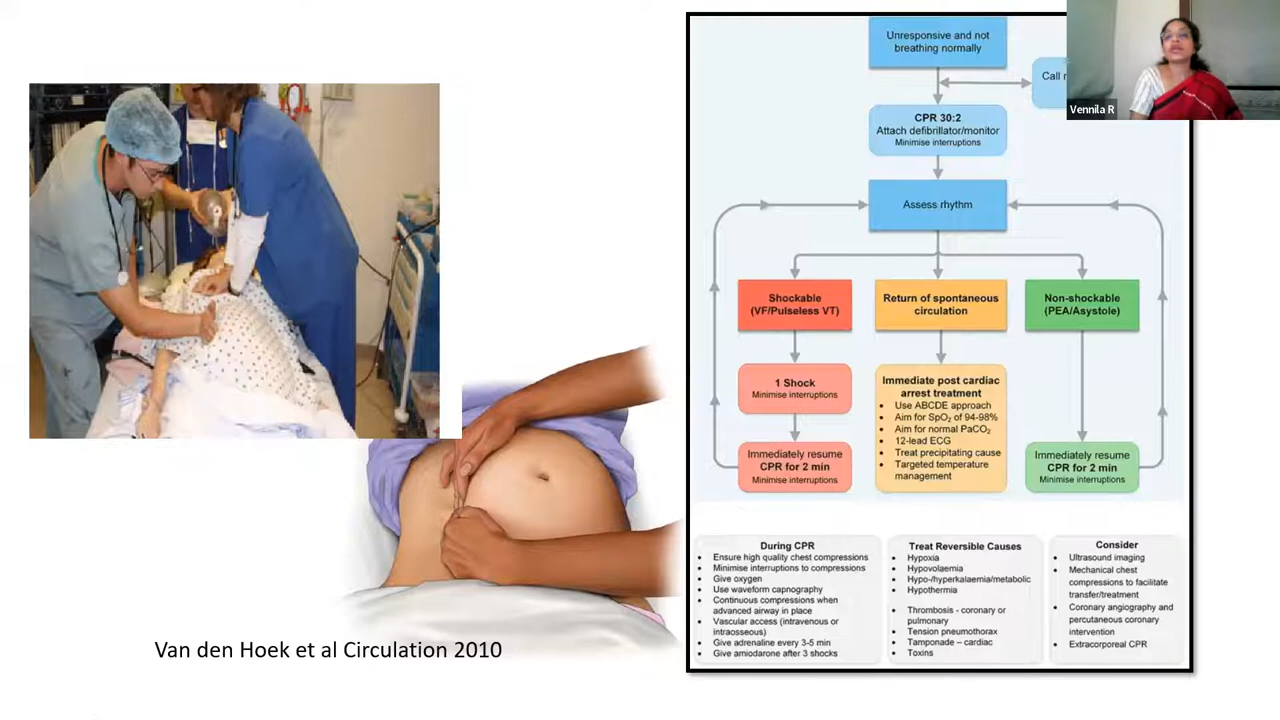 Unresponsive and not
breathing normally
Call
Vennila R
CPR 30:2
Attach defibrillator/monitor
Minimise interruptions
Assess rhythm
Shockable
(VF/Pulseless VT)
Return of spontaneous
circulation
Non-shockable
(PEA/Asystole)
1 Shock
Minimise interruptions
Immediately resume
CPR for 2 min
Minimise interruptions
Immediate post cardiac
arrest treatment
• Use ABCDE approach
• Aim for SpO₂ of 94-98%
• Aim for normal PaCO₂
• 12-lead ECG
• Treat precipitating cause
• Targeted temperature
management
Immediately resume
CPR for 2 min
Minimise interruptions
During CPR
• Ensure high quality chest compressions
• Minimise interruptions to compressions
• Give oxygen
• Use waveform capnography
• Continuous compressions when
advanced airway in place
• Vascular access (intravenous or
intraosseous)
• Give adrenaline every 3-5 min
• Give amiodarone after 3 shocks
Treat Reversible Causes
• Hypoxia
• Hypovolaemia
• Hypo-/hyperkalaemia/metabolic
• Hypothermia
• Thrombosis - coronary or
pulmonary
• Tension pneumothorax
• Tamponade – cardiac
• Toxins
Consider
• Ultrasound imaging
• Mechanical chest
compressions to facilitate
transfer/treatment
• Coronary angiography and
percutaneous coronary
intervention
• Extracorporeal CPR
Van den Hoek et al Circulation 2010